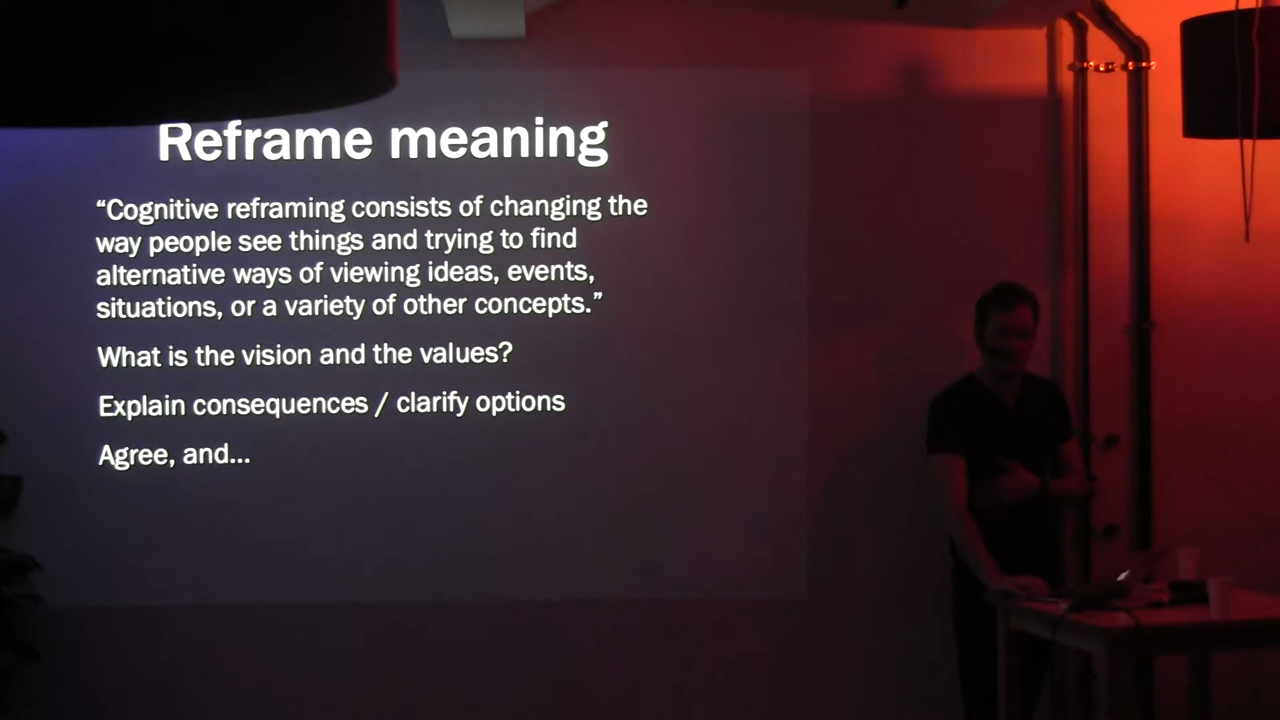 Reframe meaning
“Cognitive reframing consists of changing the
way people see things and trying to find
alternative ways of viewing ideas, events,
situations, or a variety of other concepts.”
What is the vision and the values?
Explain consequences / clarify options
Agree, and...